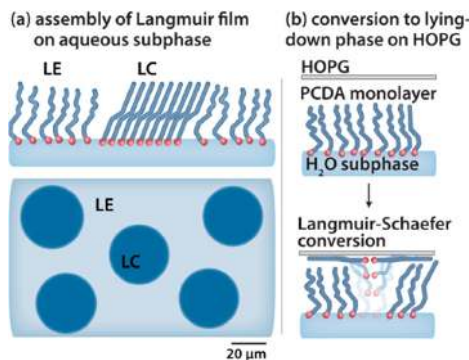 (a) assembly of Langmuir film
on aqueous subphase
LE
LC
LE
LC
20 μm
(b) conversion to lying-
down phase on HOPG
HOPG
PCDA monolayer
H₂O subphase
Langmuir-Schaefer
conversion